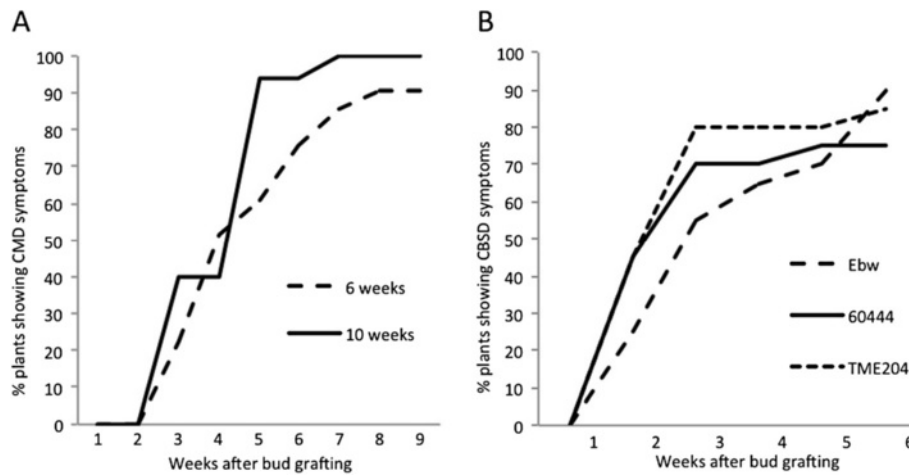 A
% plants showing CMD symptoms
100
90
80
70
60
50
40
30
20
10
0
1 2 3 4 5 6 7 8 9
Weeks after bud grafting
6 weeks
10 weeks
B
% plants showing CBSD symptoms
100
90
80
70
60
50
40
30
20
10
0
1 2 3 4 5 6
Weeks after bud grafting
Ebw
60444
TME204